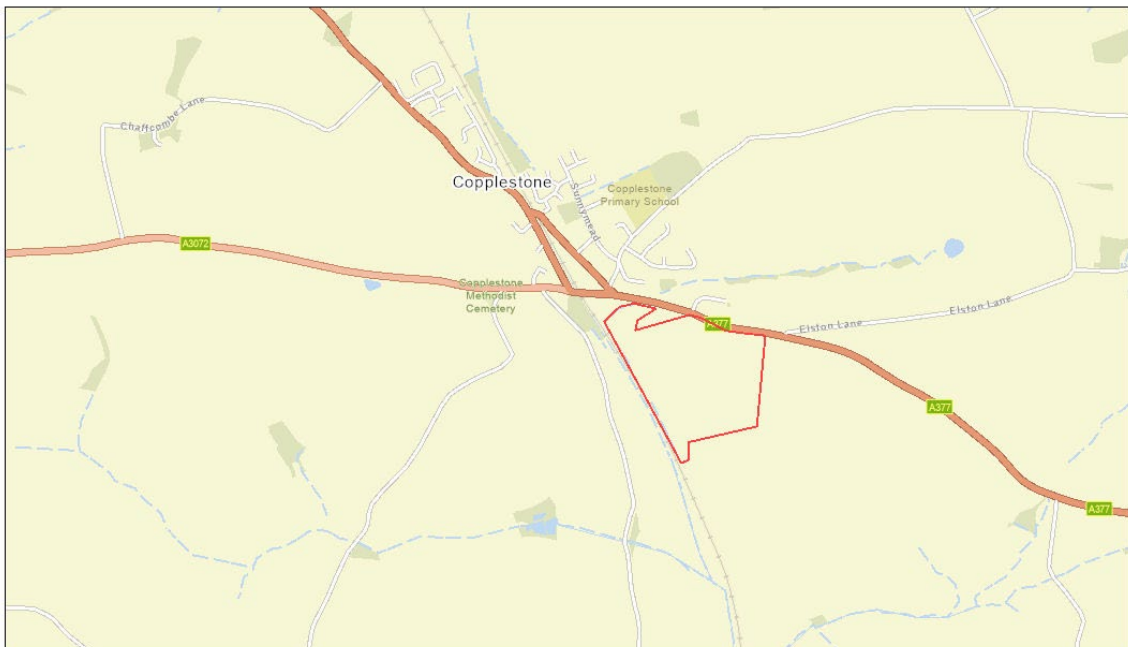 Chaffcombe Lane
Copplestone
Sunnymead
Copplestone
Primary School
A3072
Copplestone
Methodist
Cemetery
A377
Elston Lane
Elston Lane
A377
A377